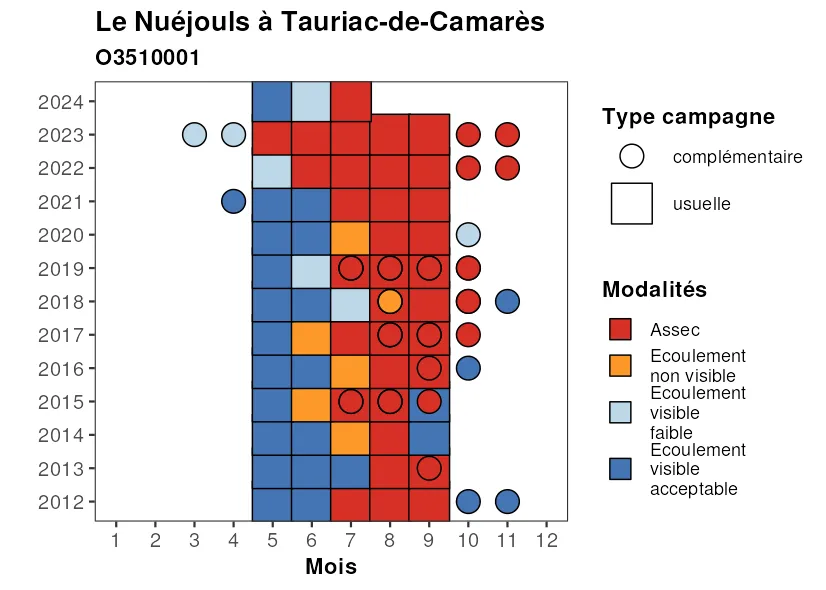 Le Nuéjouls à Tauriac-de-Camarès
O3510001
2024
2023
2022
2021
2020
2019
2018
2017
2016
2015
2014
2013
2012
1 2 3 4 5 6 7 8 9 10 11 12
Mois
Type campagne
complémentaire
usuelle
Modalités
Assec
Ecoulement
non visible
Ecoulement
visible
faible
Ecoulement
visible
acceptable